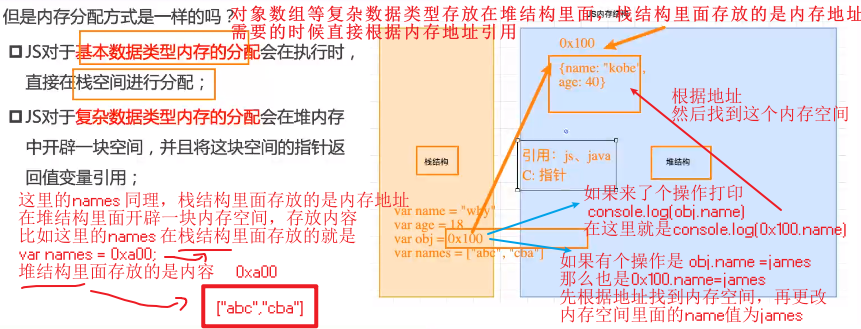 但是内存分配方式是一样的吗？
对象数组等复杂数据类型存放在堆结构里面，栈结构里面存放的是内存地址
需要的时候直接根据内存地址引用
JS内存结构
JS对于基本数据类型内存的分配会在执行时，
直接在栈空间进行分配；
JS对于复杂数据类型内存的分配会在堆内存
中开辟一块空间，并且将这块空间的指针返
回值变量引用；
这里的names 同理，栈结构里面存放的是内存地址
在堆结构里面开辟一块内存空间，存放内容
比如这里的names 在栈结构里面存放的就是
var names = 0xa00;
堆结构里面存放的是内容 0xa00
["abc","cba"]
栈结构
var name = "why"
var age = 18
var obj = 0x100
var names = ["abc", "cba"]
0x100
{name: "kobe",
age: 40}
引用：js、java
C: 指针
堆结构
根据地址
然后找到这个内存空间
如果来了个操作打印
console.log(obj.name)
在这里就是console.log(0x100.name)
如果有个操作是 obj.name =james
那么也是0x100.name=james
先根据地址找到内存空间，再更改
内存空间里面的name值为james